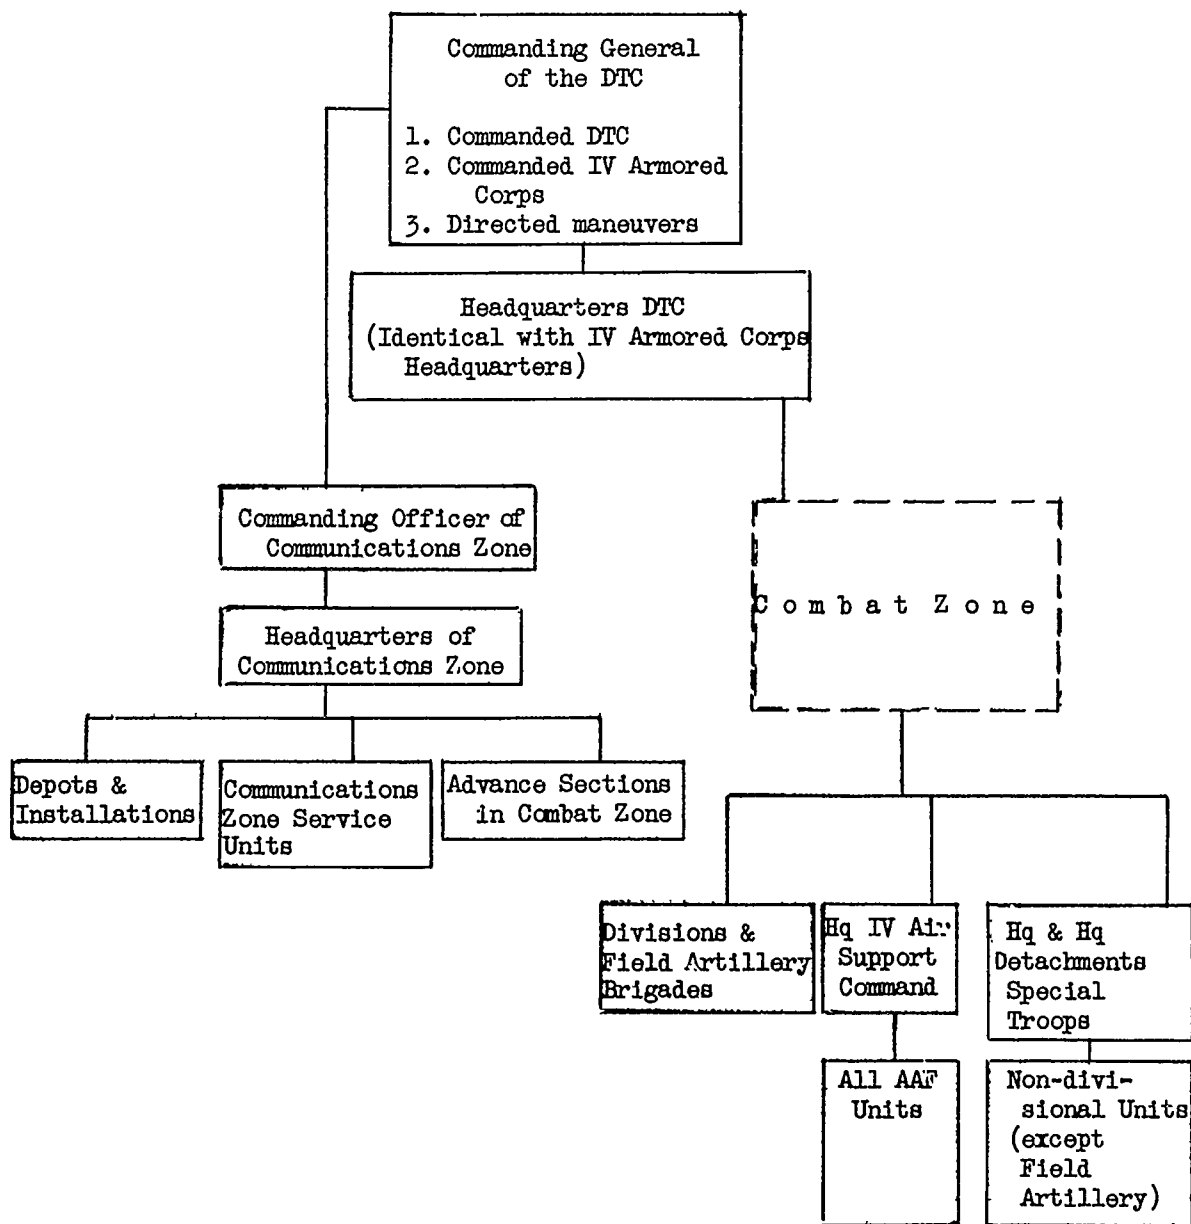 Commanding General
of the DTC
1. Commanded DTC
2. Commanded IV Armored
Corps
3. Directed maneuvers
Headquarters DTC
(Identical with IV Armored Corps
Headquarters)
Commanding Officer of
Communications Zone
Headquarters of
Communications Zone
Depots &
Installations
Communications
Zone Service
Units
Advance Sections
in Combat Zone
Combat Zone
Divisions &
Field Artillery
Brigades
Hq IV Air
Support
Command
Hq & Hq
Detachments
Special
Troops
All AAF
Units
Non-divi-
sional Units
(except
Field
Artillery)